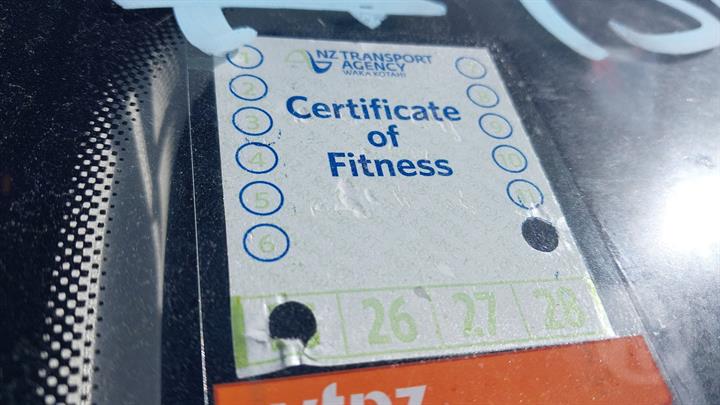 NZ TRANSPORT
AGENCY
WAKA KOTAHI
Certificate
of
Fitness
1
2
3
4
5
6
7
8
9
10
11
26 27 28
vtnz